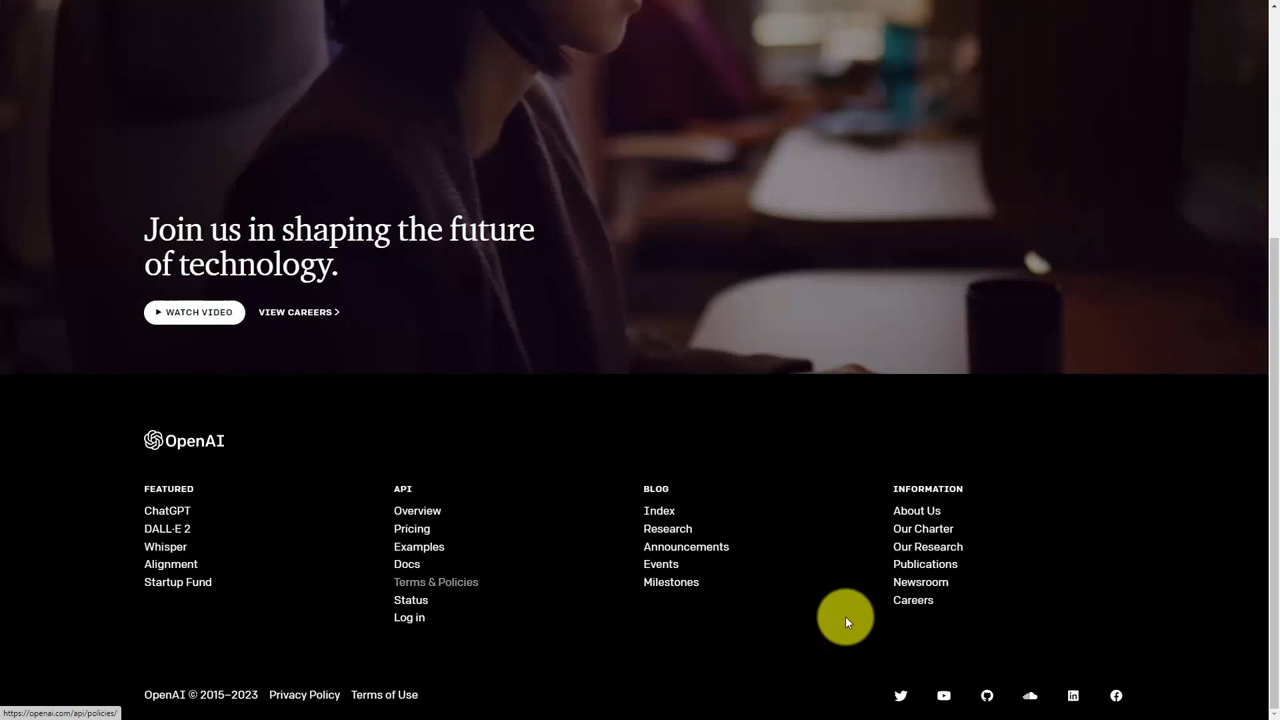 Join us in shaping the future
of technology.
WATCH VIDEO
VIEW CAREERS >
OpenAI
FEATURED
ChatGPT
DALL·E 2
Whisper
Alignment
Startup Fund
API
Overview
Pricing
Examples
Docs
Terms & Policies
Status
Log in
BLOG
Index
Research
Announcements
Events
Milestones
INFORMATION
About Us
Our Charter
Our Research
Publications
Newsroom
Careers
OpenAI © 2015–2023 Privacy Policy Terms of Use
https://openai.com/api/policies/